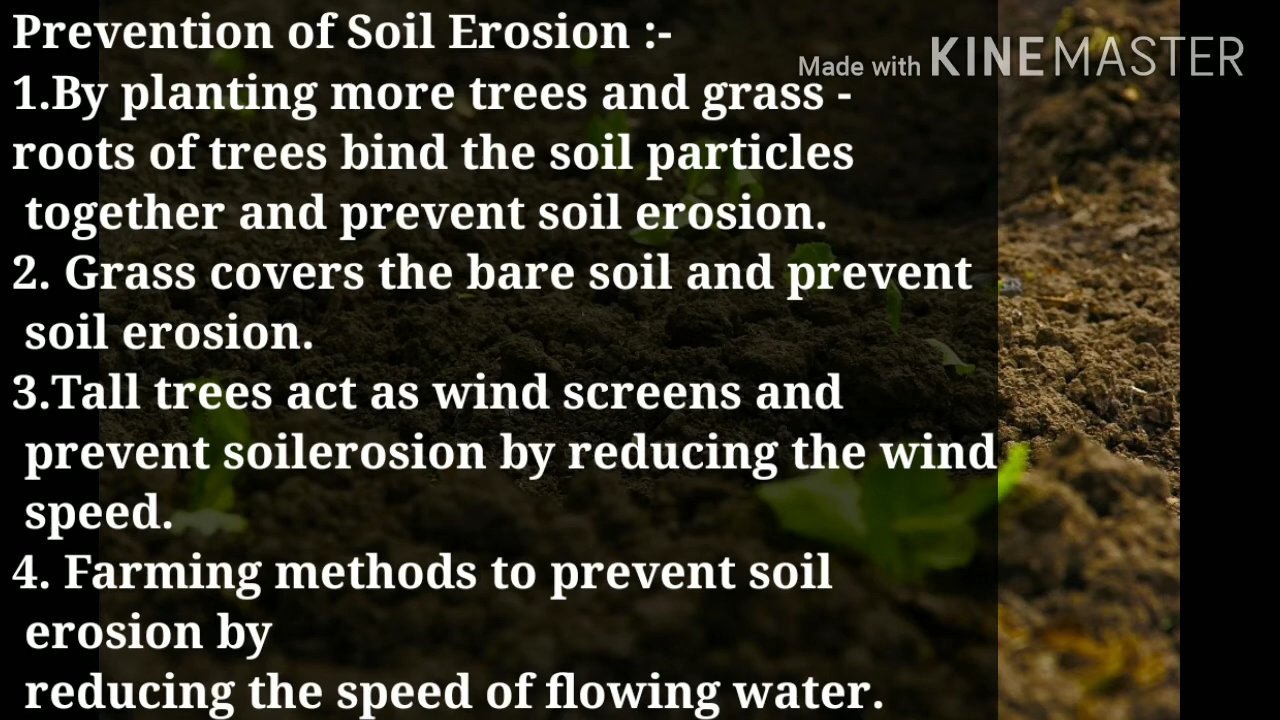 Prevention of Soil Erosion :-
Made with KINEMASTER
1.By planting more trees and grass -
roots of trees bind the soil particles
together and prevent soil erosion.
2. Grass covers the bare soil and prevent
soil erosion.
3.Tall trees act as wind screens and
prevent soilerosion by reducing the wind
speed.
4. Farming methods to prevent soil
erosion by
reducing the speed of flowing water.